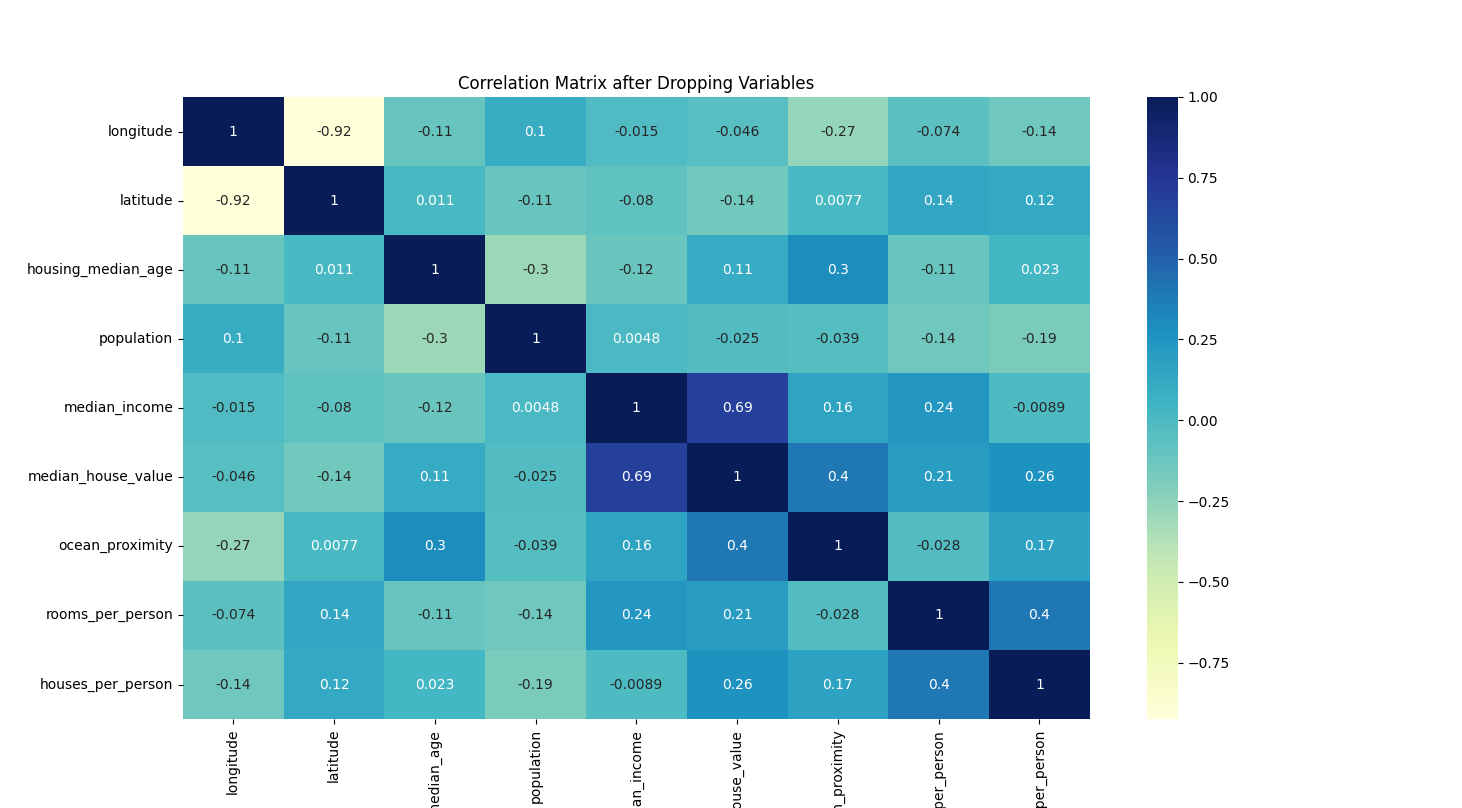 Correlation Matrix after Dropping Variables
longitude 1 -0.92 -0.11 0.1 -0.015 -0.046 -0.27 -0.074 -0.14
latitude -0.92 1 0.011 -0.11 -0.08 -0.14 0.0077 0.14 0.12
housing_median_age -0.11 0.011 1 -0.3 -0.12 0.11 0.3 -0.11 0.023
population 0.1 -0.11 -0.3 1 0.0048 -0.025 -0.039 -0.14 -0.19
median_income -0.015 -0.08 -0.12 0.0048 1 0.69 0.16 0.24 -0.0089
median_house_value -0.046 -0.14 0.11 -0.025 0.69 1 0.4 0.21 0.26
ocean_proximity -0.27 0.0077 0.3 -0.039 0.16 0.4 1 -0.028 0.17
rooms_per_person -0.074 0.14 -0.11 -0.14 0.24 0.21 -0.028 1 0.4
houses_per_person -0.14 0.12 0.023 -0.19 -0.0089 0.26 0.17 0.4 1
longitude
latitude
nedian_age
population
an_income
ouse_value
n_proximity
per_person
per_person
1.00
0.75
0.50
0.25
0.00
−0.25
−0.50
−0.75